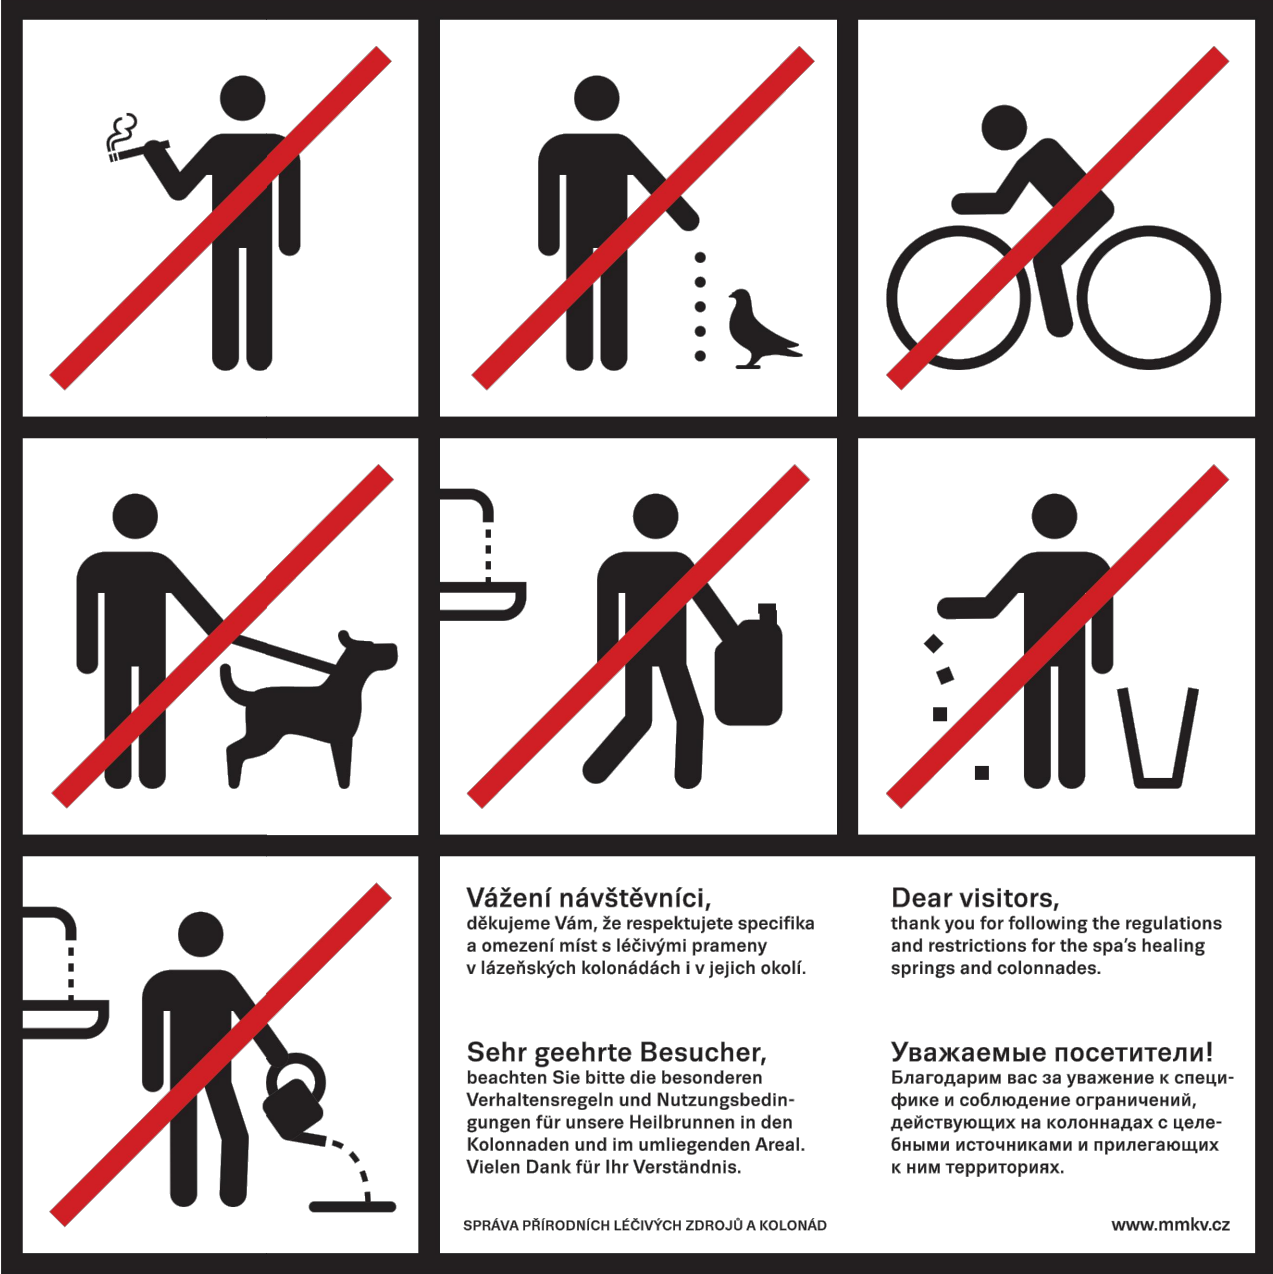 Vážení návštěvníci,
děkujeme Vám, že respektujete specifika
a omezení míst s léčivými prameny
v lázeňských kolonádách i v jejich okolí.
Dear visitors,
thank you for following the regulations
and restrictions for the spa’s healing
springs and colonnades.
Sehr geehrte Besucher,
beachten Sie bitte die besonderen
Verhaltensregeln und Nutzungsbedin-
gungen für unsere Heilbrunnen in den
Kolonnaden und im umliegenden Areal.
Vielen Dank für Ihr Verständnis.
Уважаемые посетители!
Благодарим вас за уважение к специ-
фике и соблюдение ограничений,
действующих на колоннадах с целе-
бными источниками и прилегающих
к ним территориях.
SPRÁVA PŘÍRODNÍCH LÉČIVÝCH ZDROJŮ A KOLONÁD
www.mmkv.cz